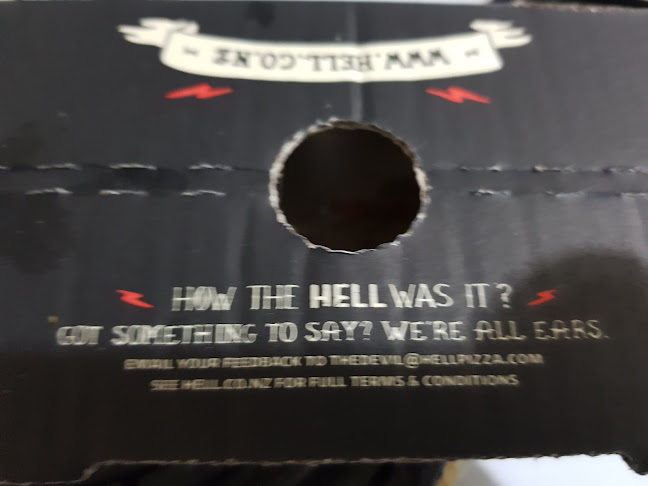 WWW.HELL.CO.NZ
HOW THE HELL WAS IT?
GOT SOMETHING TO SAY? WE'RE ALL EARS.
EMAIL YOUR FEEDBACK TO THEDEVIL@HELLPIZZA.COM
SEE HELL.CO.NZ FOR FULL TERMS & CONDITIONS